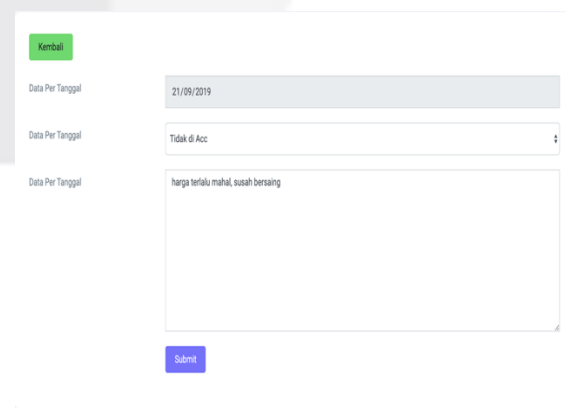 Kembali
Data Per Tanggal
21/09/2019
Data Per Tanggal
Tidak di Acc
Data Per Tanggal
harga terlalu mahal, susah bersaing
Submit